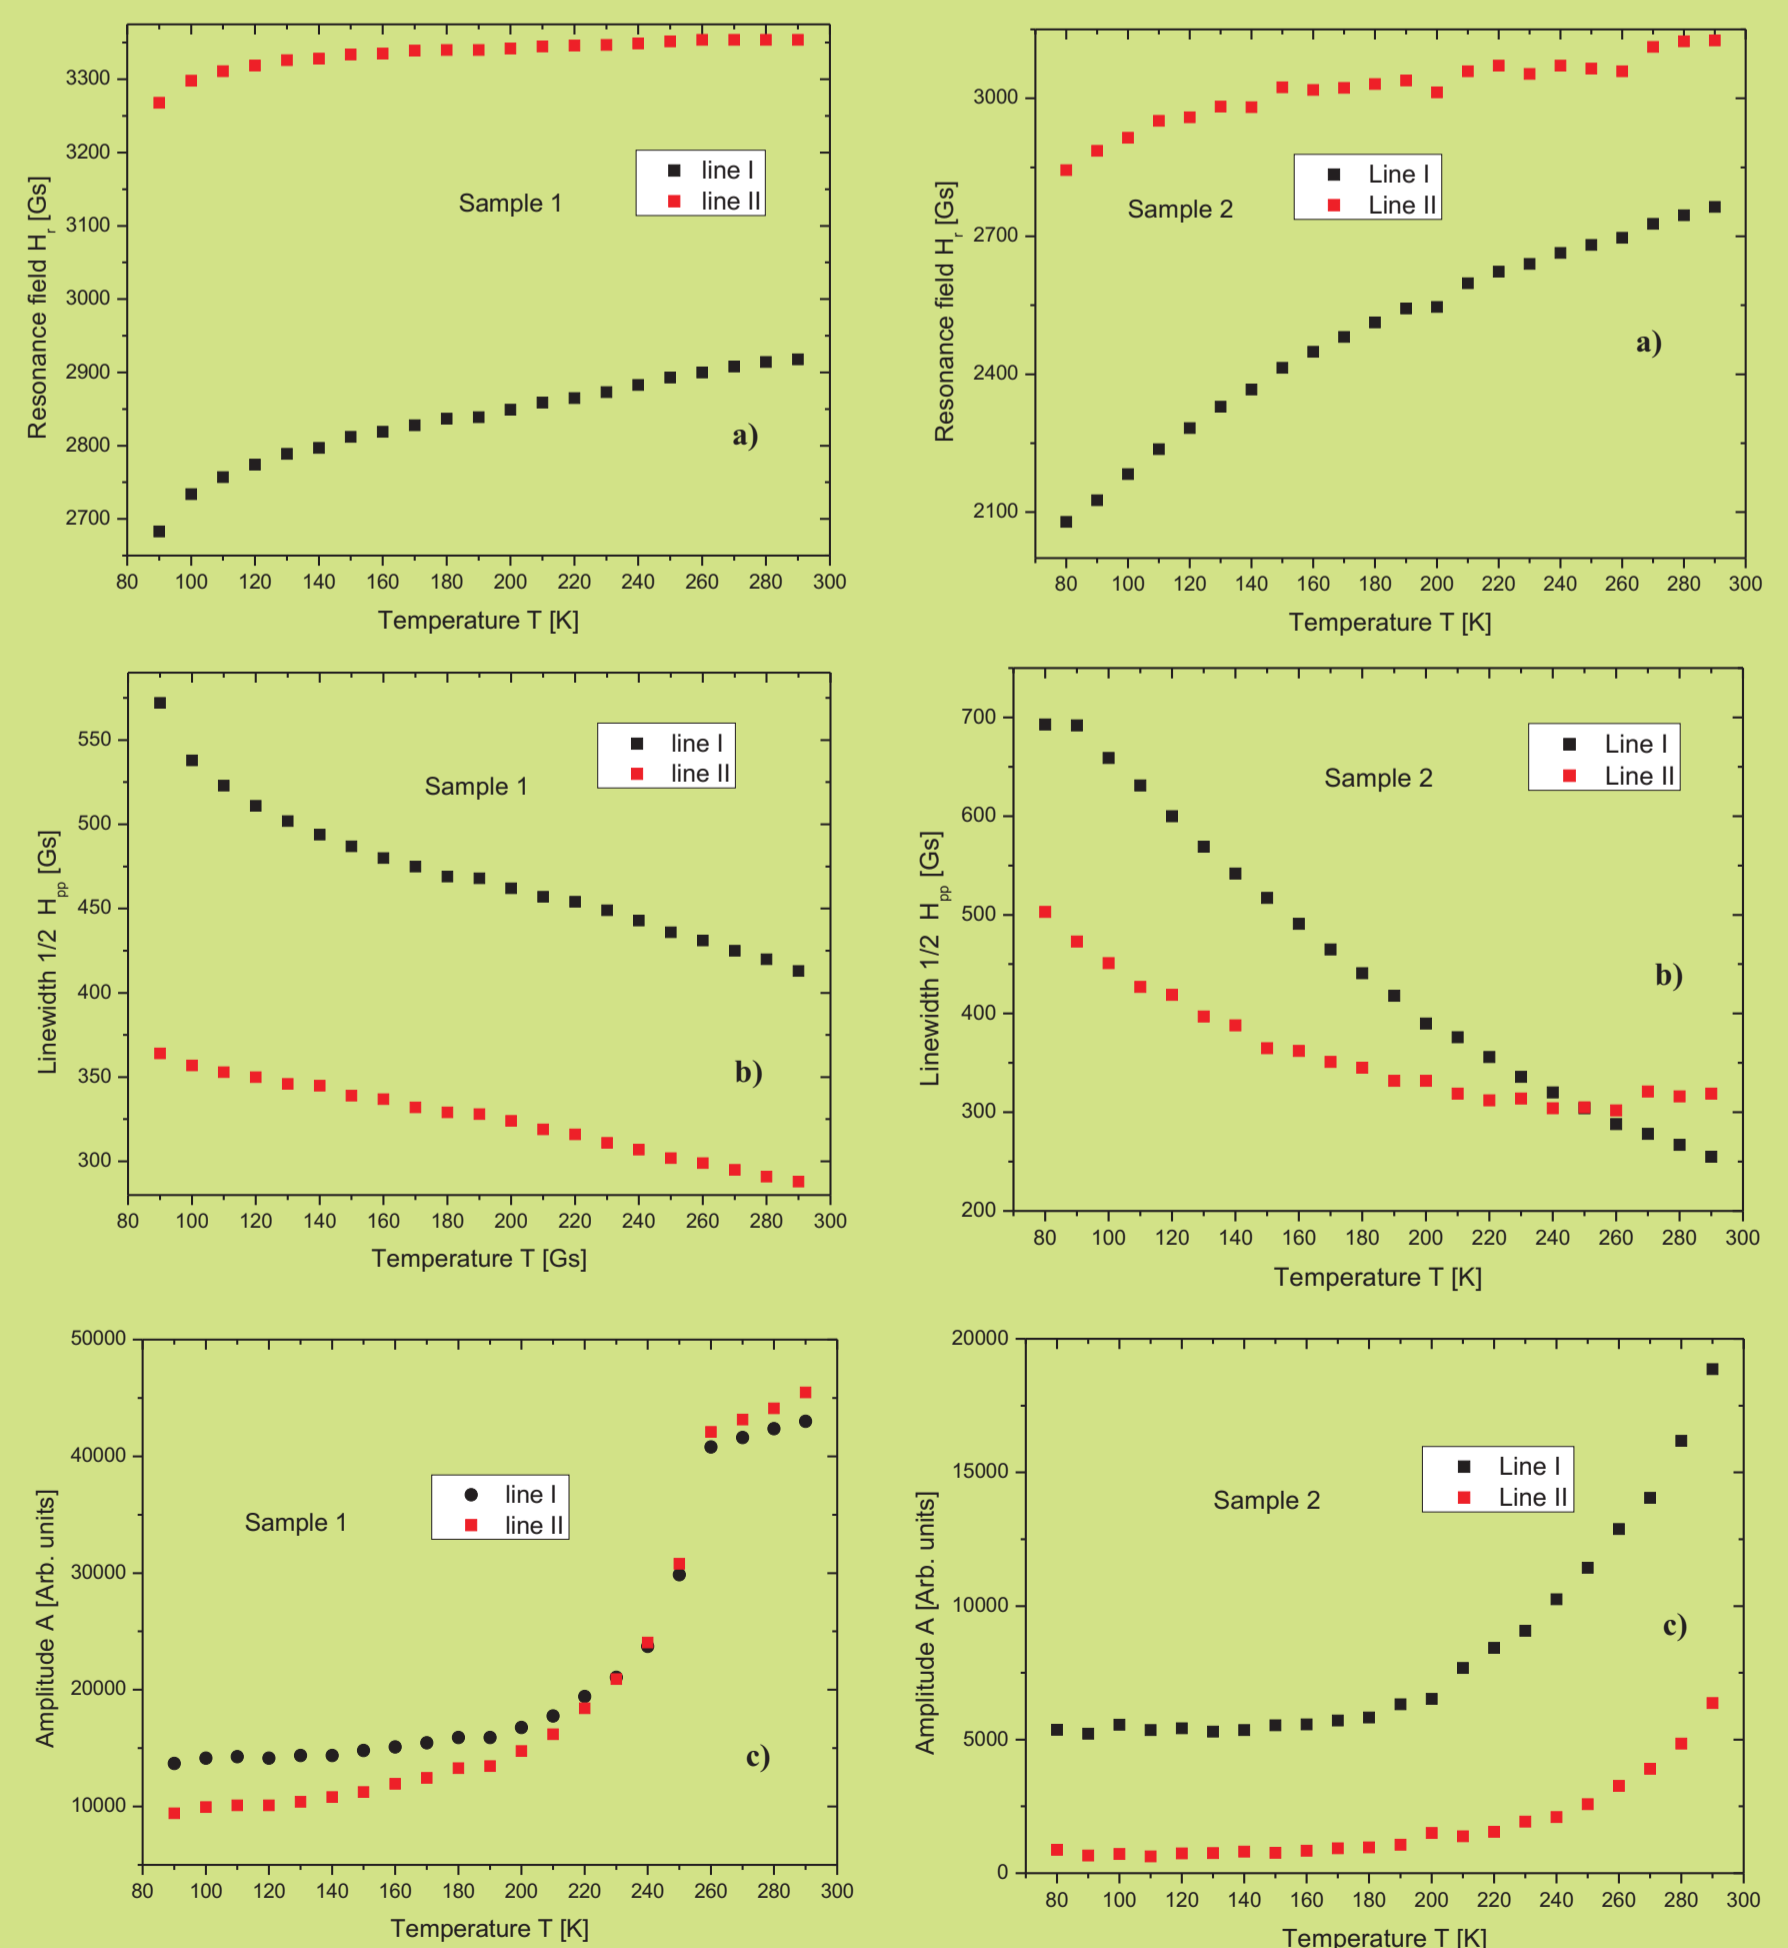 3300
3200
3100
3000
2900
2800
2700
80 100 120 140 160 180 200 220 240 260 280 300
Resonance field Hr [Gs]
Temperature T [K]
Sample 1
line I
line II
a)
3000
2700
2400
2100
80 100 120 140 160 180 200 220 240 260 280 300
Resonance field Hr [Gs]
Temperature T [K]
Sample 2
Line I
Line II
a)
550
500
450
400
350
300
80 100 120 140 160 180 200 220 240 260 280 300
Linewidth 1/2 Hpp [Gs]
Temperature T [Gs]
Sample 1
line I
line II
b)
700
600
500
400
300
200
80 100 120 140 160 180 200 220 240 260 280 300
Linewidth 1/2 Hpp [Gs]
Temperature T [K]
Sample 2
Line I
Line II
b)
50000
40000
30000
20000
10000
80 100 120 140 160 180 200 220 240 260 280 300
Amplitude A [Arb. units]
Temperature T [K]
Sample 1
line I
line II
c)
20000
15000
10000
5000
0
80 100 120 140 160 180 200 220 240 260 280 300
Amplitude A [Arb. units]
Temperature T [K]
Sample 2
Line I
Line II
c)